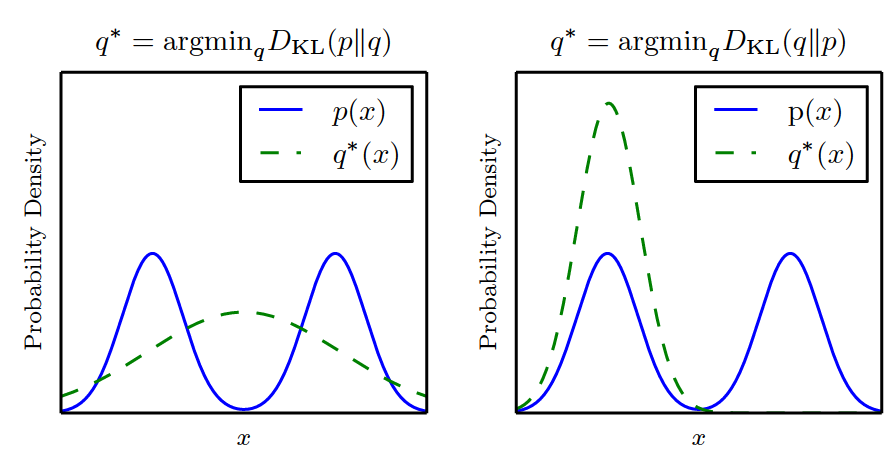 q* = argmin_q D_KL(p‖q)
p(x)
q*(x)
Probability Density
x
q* = argmin_q D_KL(q‖p)
p(x)
q*(x)
Probability Density
x